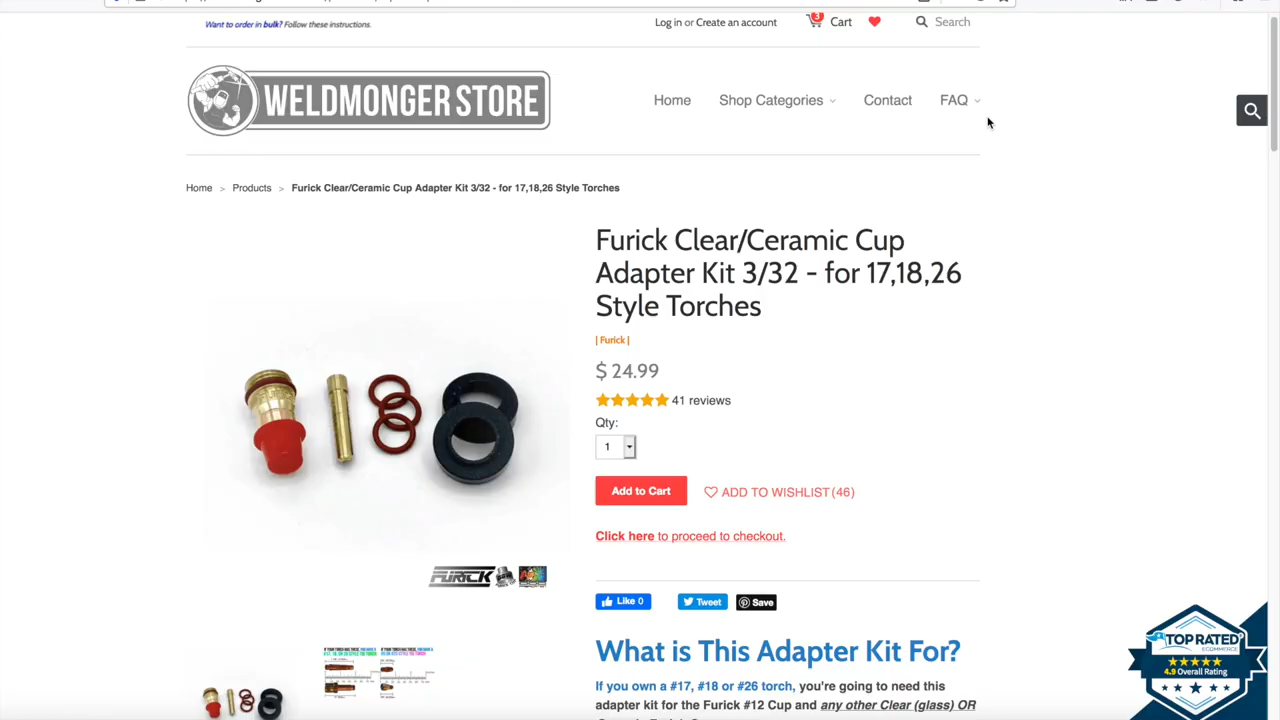 Want to order in bulk? Follow these instructions.
Log in or Create an account
3
Cart
Search
WELDMONGER STORE
Home
Shop Categories
Contact
FAQ
Home > Products > Furick Clear/Ceramic Cup Adapter Kit 3/32 - for 17,18,26 Style Torches
Furick Clear/Ceramic Cup
Adapter Kit 3/32 - for 17,18,26
Style Torches
| Furick |
$ 24.99
41 reviews
Qty:
1
Add to Cart
ADD TO WISHLIST (46)
Click here to proceed to checkout.
FURICK
Like 0
Tweet
Save
What is This Adapter Kit For?
If you own a #17, #18 or #26 torch, you're going to need this
adapter kit for the Furick #12 Cup and any other Clear (glass) OR
TOP RATED
ECOMMERCE
4.9 Overall Rating